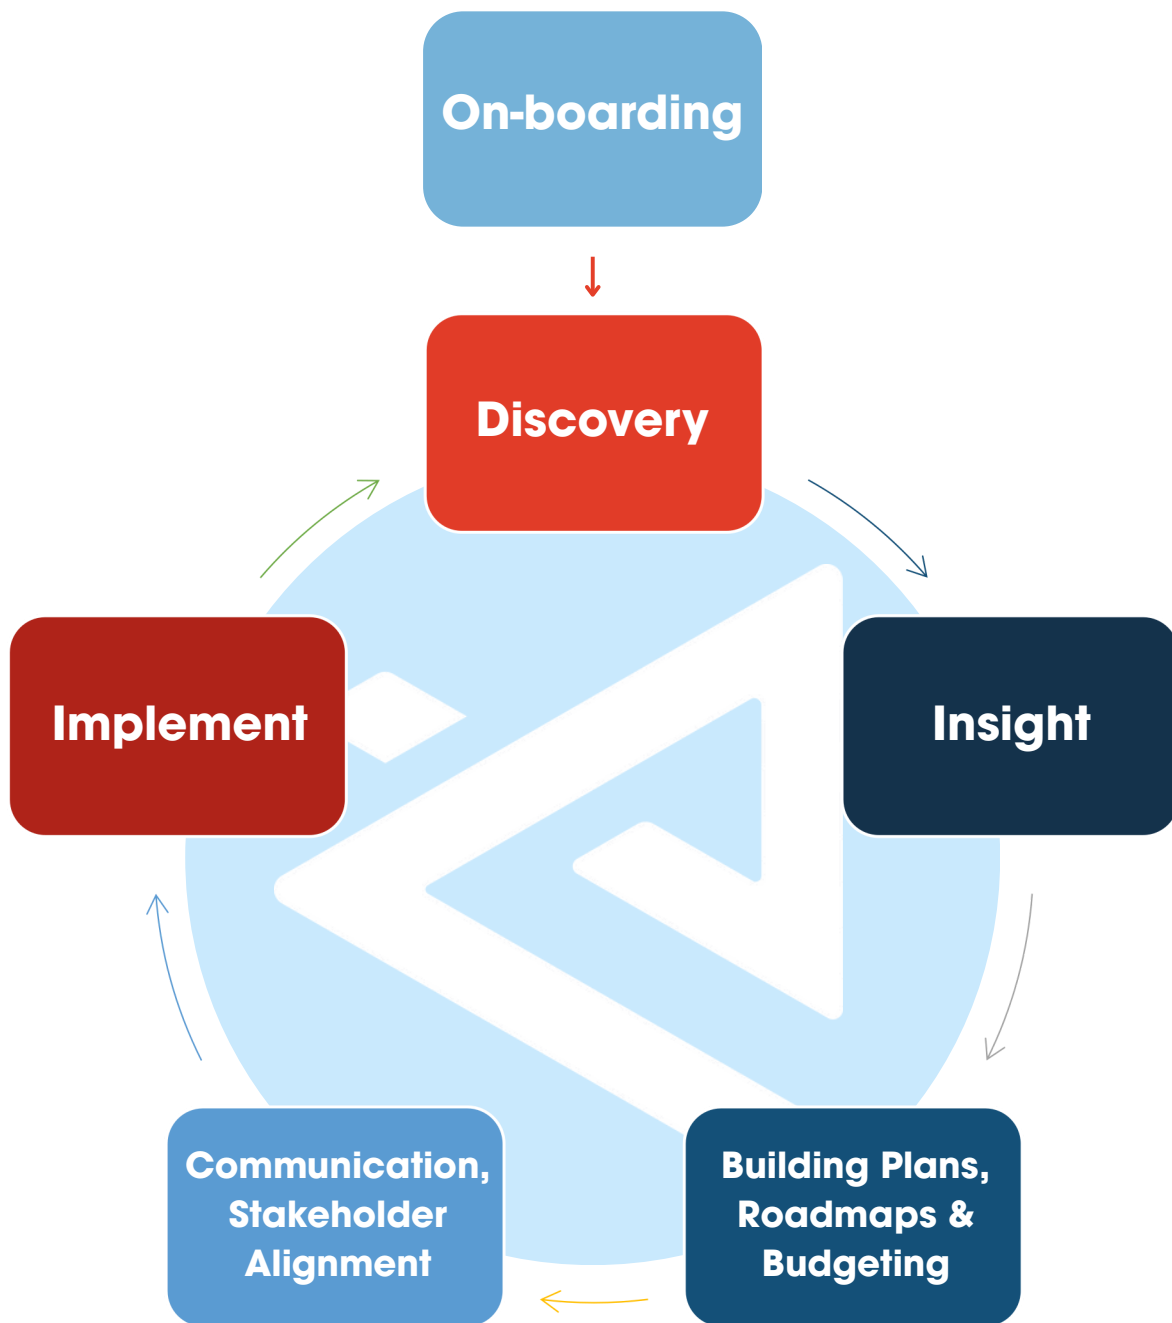 On-boarding
Discovery
Insight
Building Plans,
Roadmaps &
Budgeting
Communication,
Stakeholder
Alignment
Implement